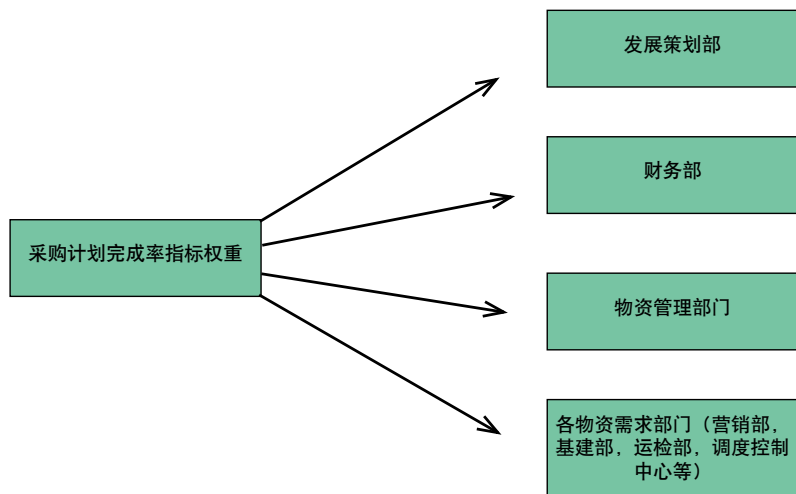 发展策划部
财务部
采购计划完成率指标权重
物资管理部门
各物资需求部门（营销部，
基建部，运检部，调度控制
中心等）